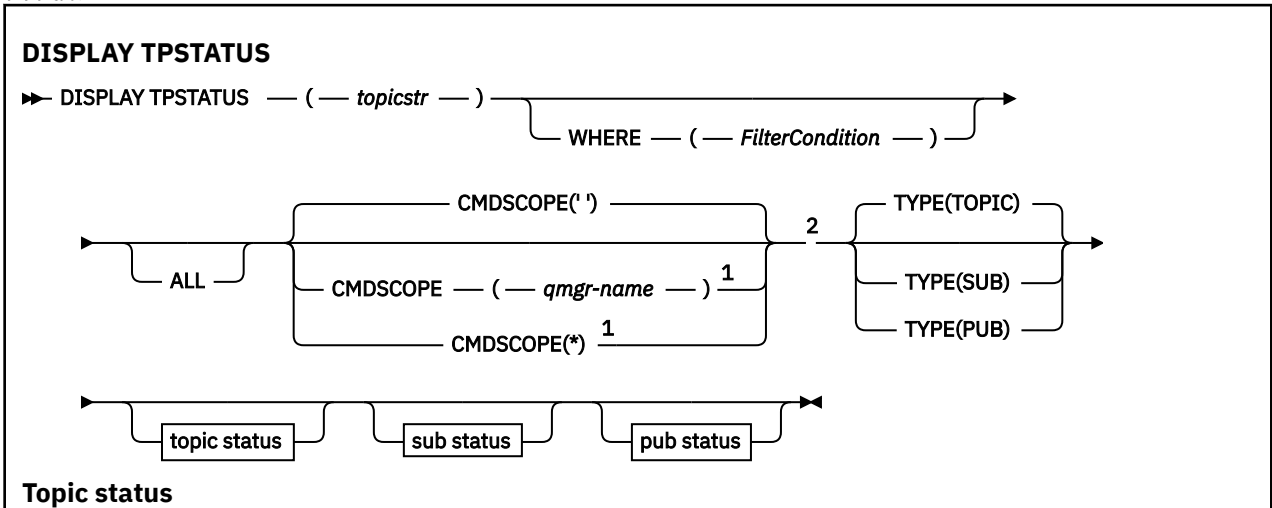 DISPLAY TPSTATUS
DISPLAY TPSTATUS ( topicstr )
WHERE ( FilterCondition )
ALL
CMDSCOPE(' ')
CMDSCOPE ( qmgr-name ) 1
CMDSCOPE(*) 1
2
TYPE(TOPIC)
TYPE(SUB)
TYPE(PUB)
topic status
sub status
pub status
Topic status